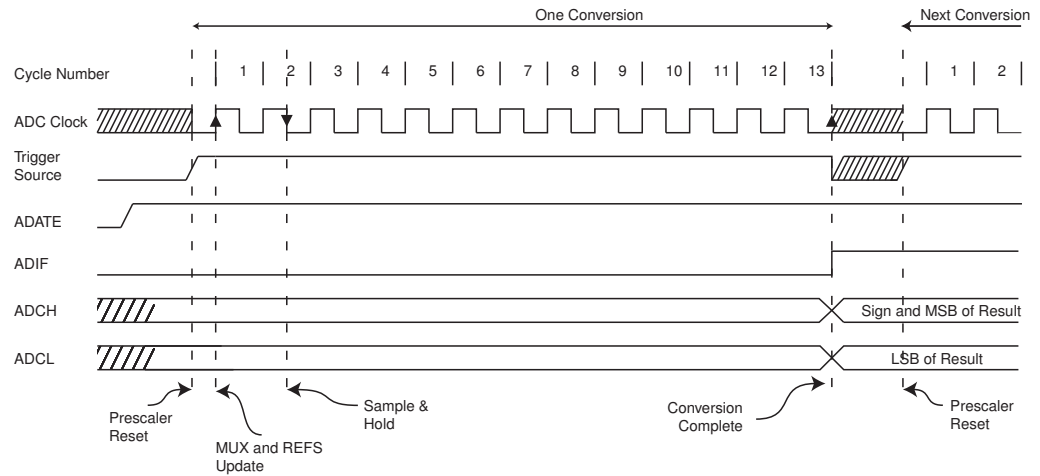 One Conversion
Next Conversion
Cycle Number
1 2 3 4 5 6 7 8 9 10 11 12 13 1 2
ADC Clock
Trigger
Source
ADATE
ADIF
ADCH
Sign and MSB of Result
ADCL
LSB of Result
Prescaler
Reset
MUX and REFS
Update
Sample &
Hold
Conversion
Complete
Prescaler
Reset